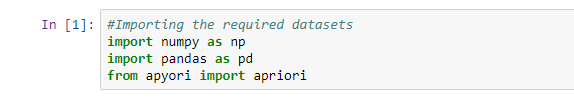 In [1]: #Importing the required datasets
import numpy as np
import pandas as pd
from apyori import apriori